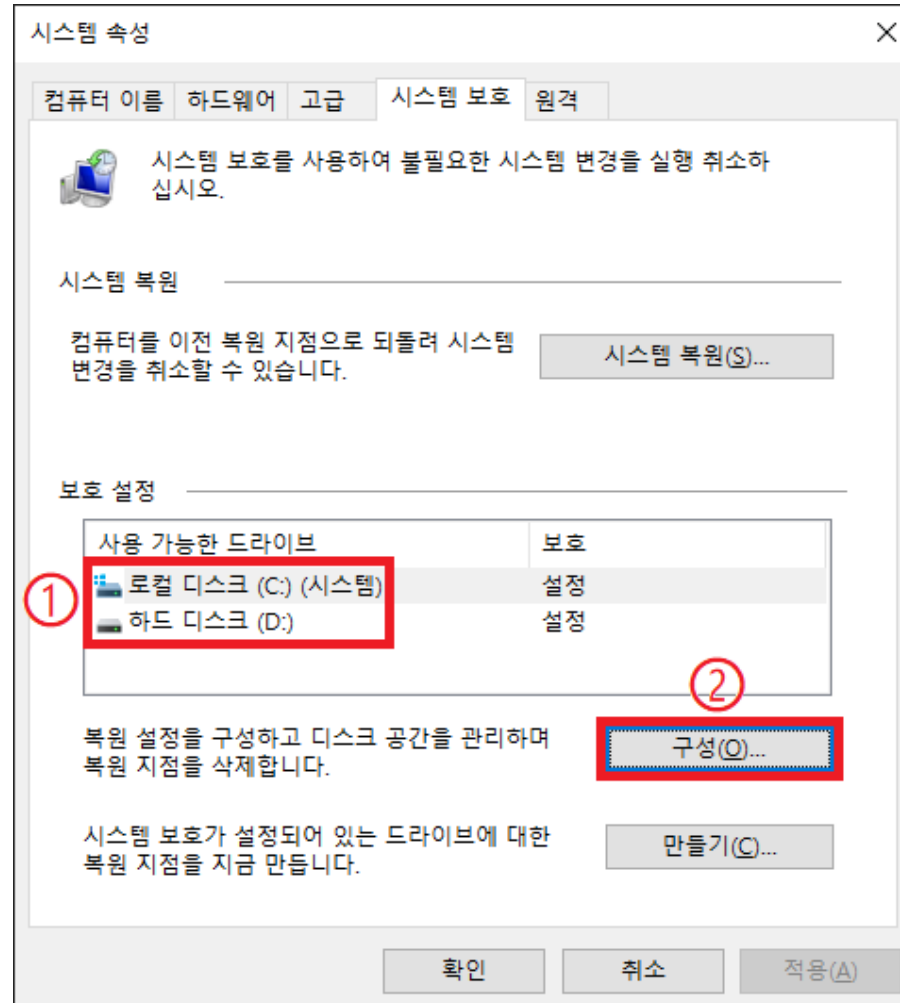 시스템 속성
컴퓨터 이름 하드웨어 고급 시스템 보호 원격
시스템 보호를 사용하여 불필요한 시스템 변경을 실행 취소하
십시오.
시스템 복원
컴퓨터를 이전 복원 지점으로 되돌려 시스템
변경을 취소할 수 있습니다.
시스템 복원(S)...
보호 설정
사용 가능한 드라이브 보호
① 로컬 디스크 (C:) (시스템) 설정
하드 디스크 (D:) 설정
②
복원 설정을 구성하고 디스크 공간을 관리하며
복원 지점을 삭제합니다.
구성(O)...
시스템 보호가 설정되어 있는 드라이브에 대한
복원 지점을 지금 만듭니다.
만들기(C)...
확인 취소 적용(A)